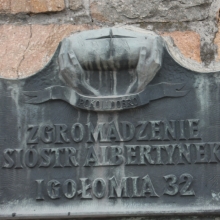 ZGROMADZENIE
SIÓSTR ALBERTYNEK
IGOŁOMIA 32